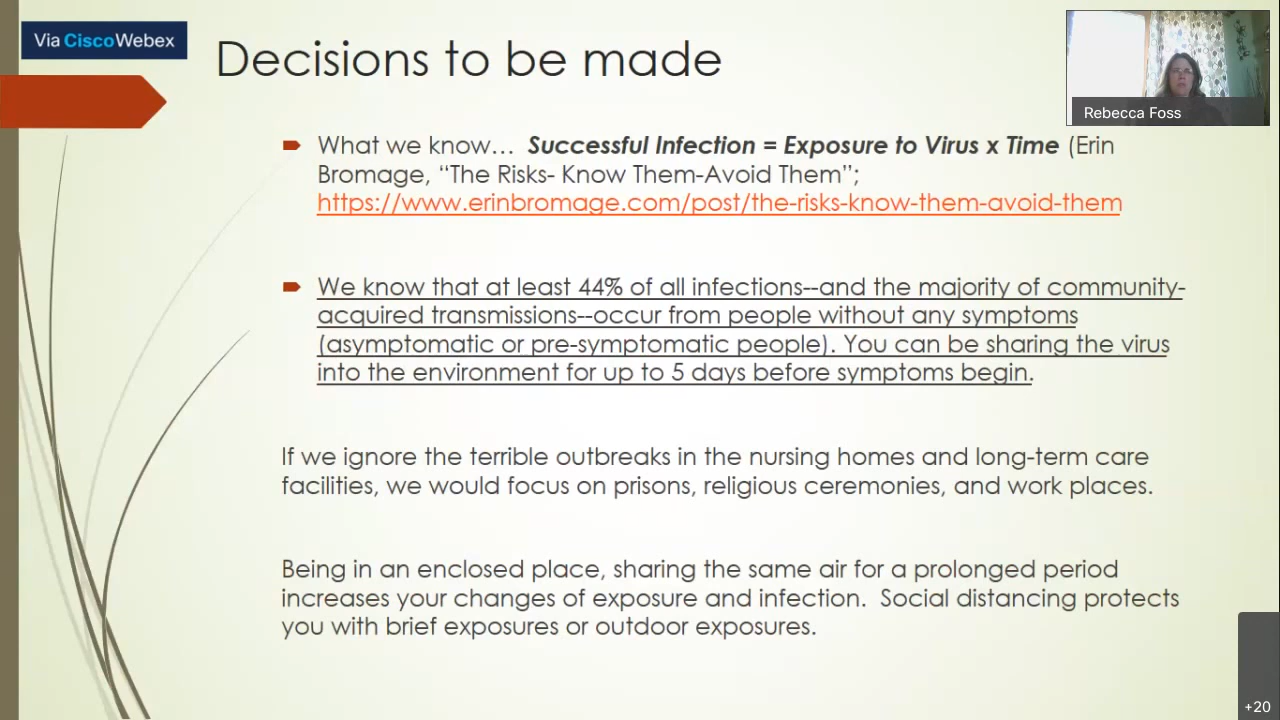 Via CiscoWebex
Decisions to be made
Rebecca Foss
What we know… Successful Infection = Exposure to Virus x Time (Erin
Bromage, “The Risks- Know Them-Avoid Them”;
https://www.erinbromage.com/post/the-risks-know-them-avoid-them
We know that at least 44% of all infections--and the majority of community-
acquired transmissions--occur from people without any symptoms
(asymptomatic or pre-symptomatic people). You can be sharing the virus
into the environment for up to 5 days before symptoms begin.
If we ignore the terrible outbreaks in the nursing homes and long-term care
facilities, we would focus on prisons, religious ceremonies, and work places.
Being in an enclosed place, sharing the same air for a prolonged period
increases your changes of exposure and infection.  Social distancing protects
you with brief exposures or outdoor exposures.
+20